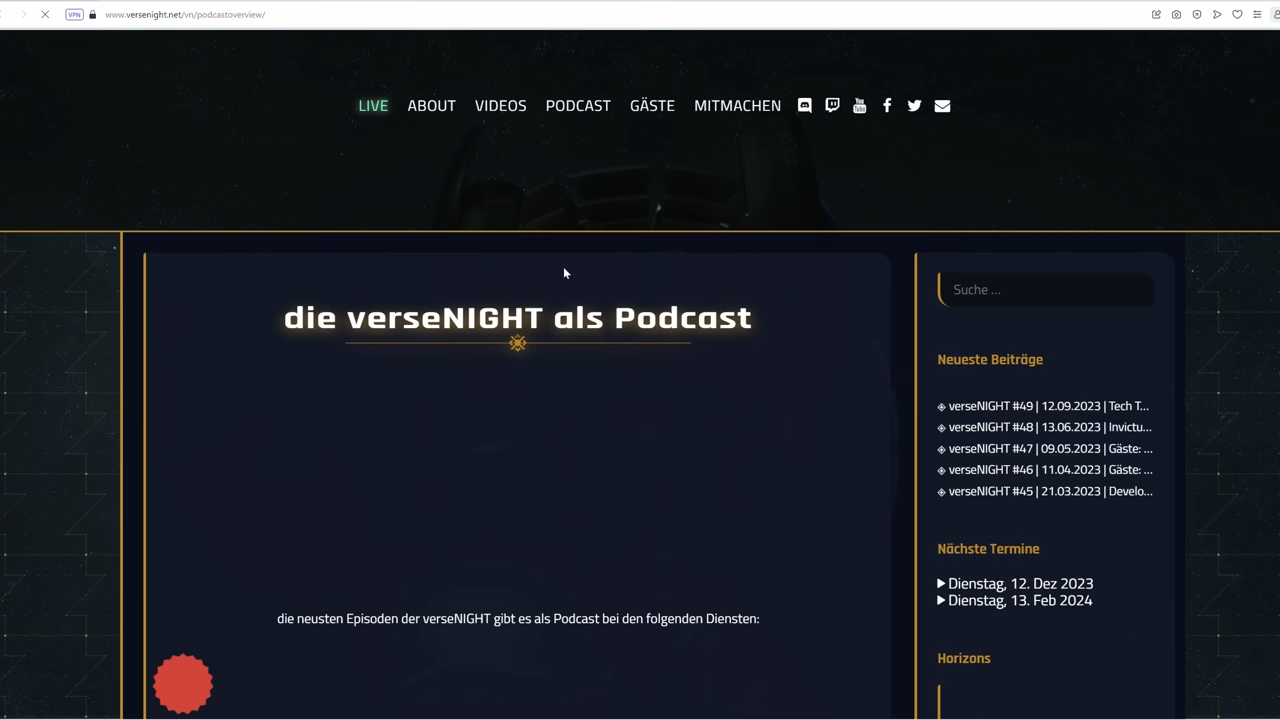 VPN
www.versenight.net/vn/podcastoverview/
LIVE ABOUT VIDEOS PODCAST GÄSTE MITMACHEN You Tube
die verseNIGHT als Podcast
die neusten Episoden der verseNIGHT gibt es als Podcast bei den folgenden Diensten:
Suche ...
Neueste Beiträge
verseNIGHT #49 | 12.09.2023 | Tech T...
verseNIGHT #48 | 13.06.2023 | Invictu...
verseNIGHT #47 | 09.05.2023 | Gäste: ...
verseNIGHT #46 | 11.04.2023 | Gäste: ...
verseNIGHT #45 | 21.03.2023 | Develo...
Nächste Termine
Dienstag, 12. Dez 2023
Dienstag, 13. Feb 2024
Horizons